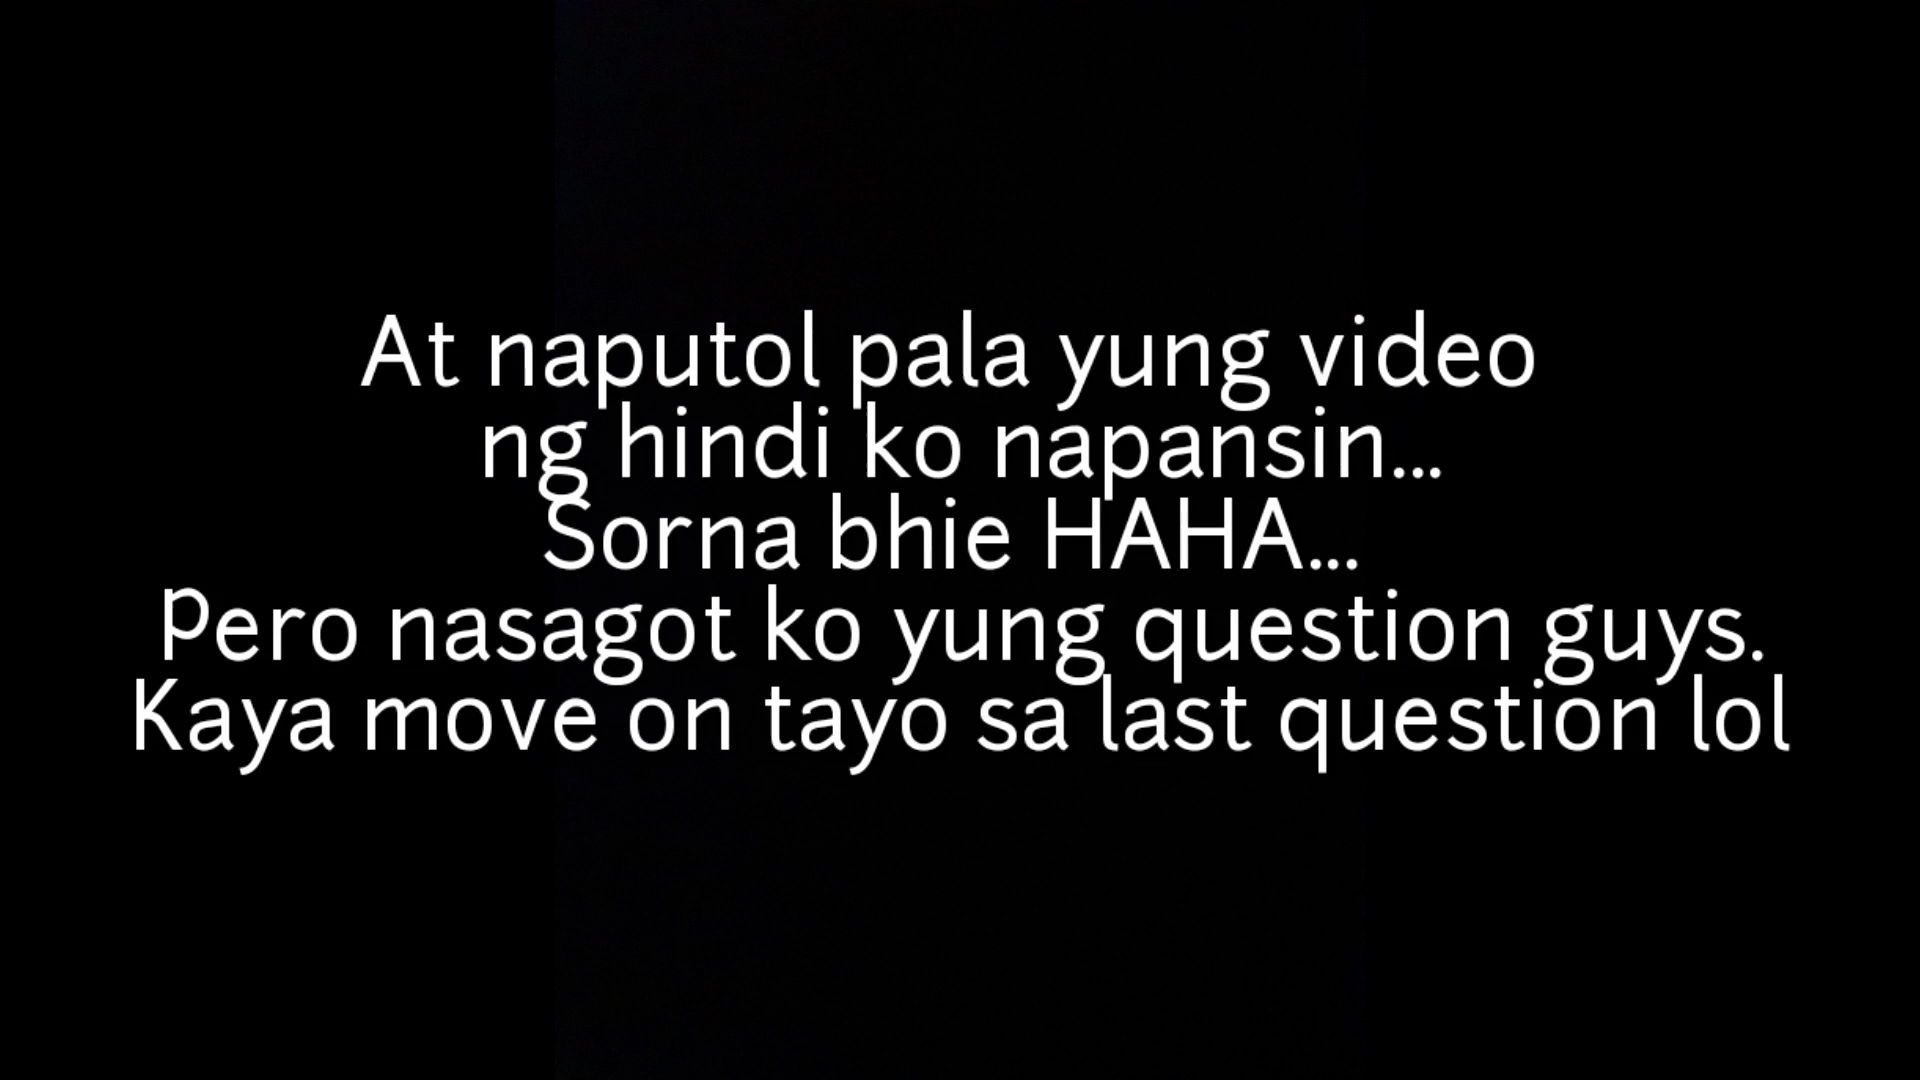 At naputol pala yung video
ng hindi ko napansin...
Sorna bhie HAHA...
Pero nasagot ko yung question guys.
Kaya move on tayo sa last question lol